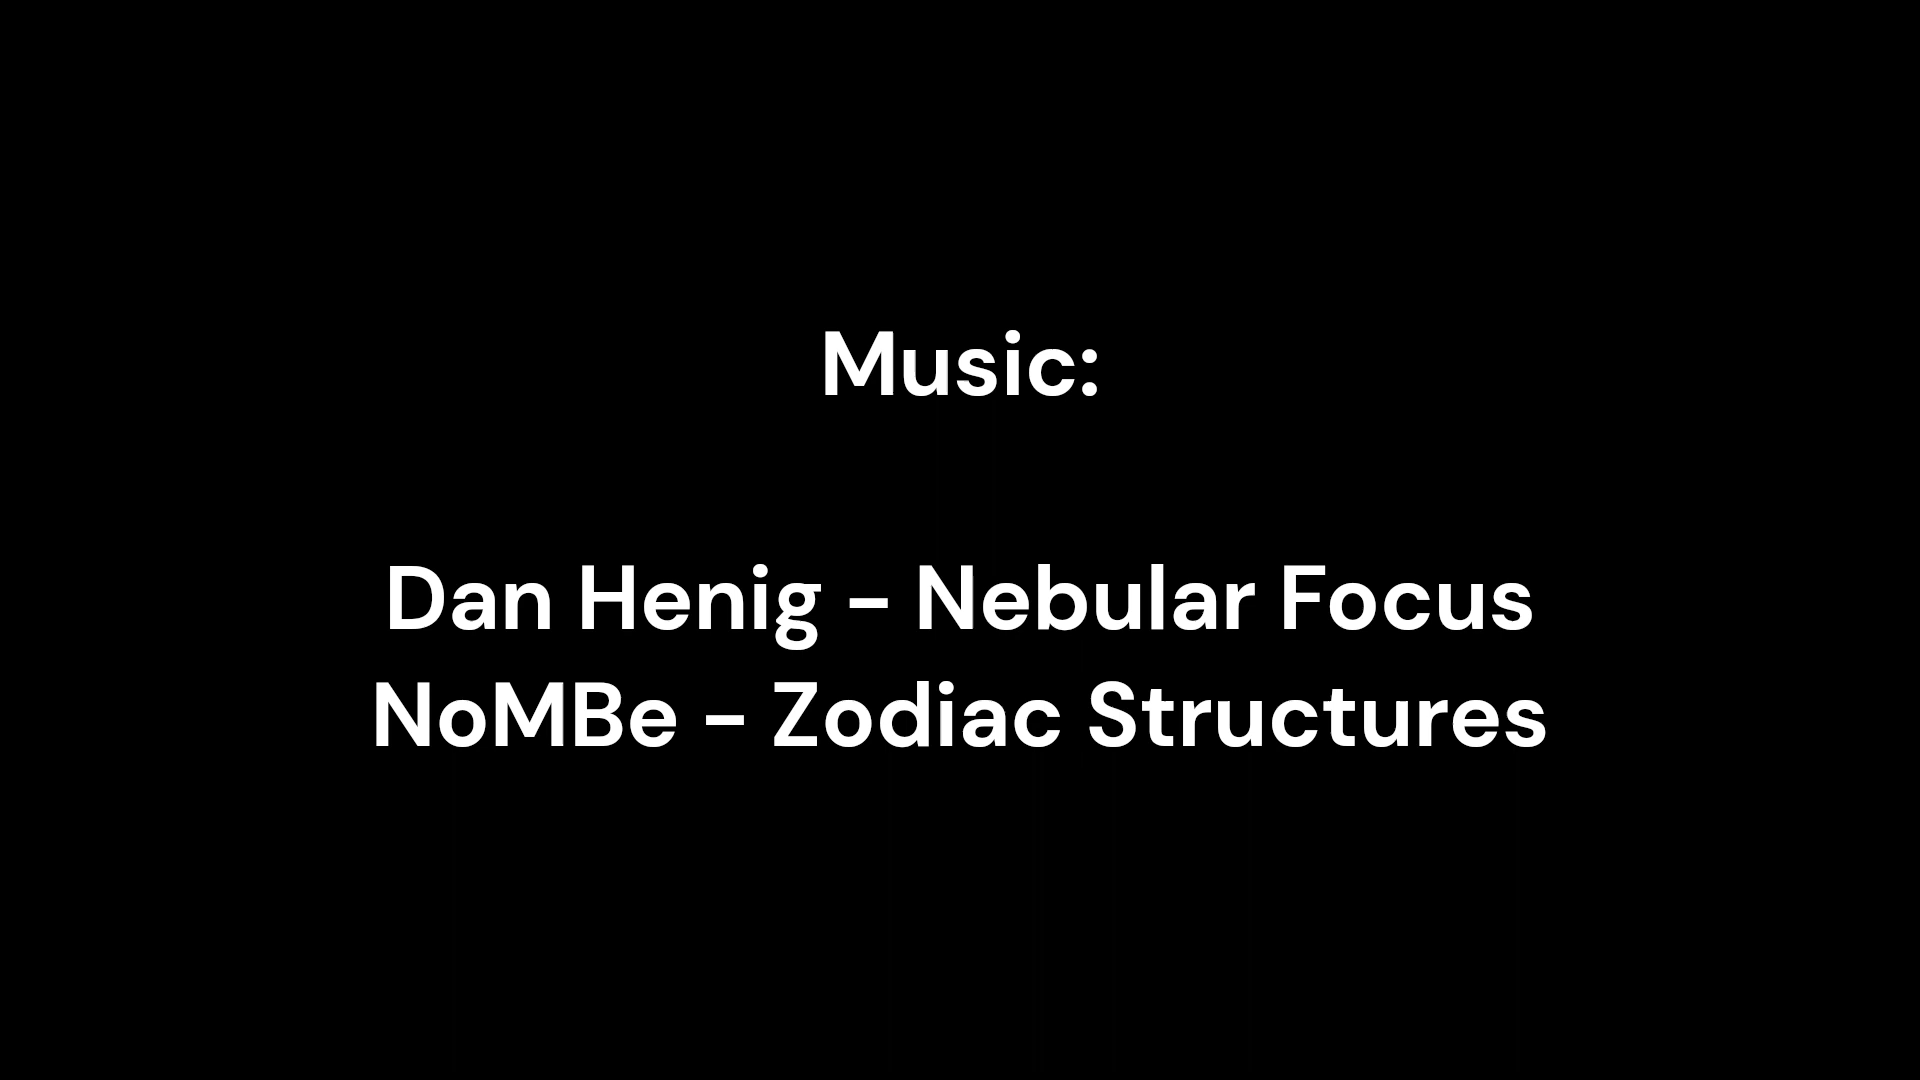 Music:
Dan Henig - Nebular Focus
NoMBe - Zodiac Structures